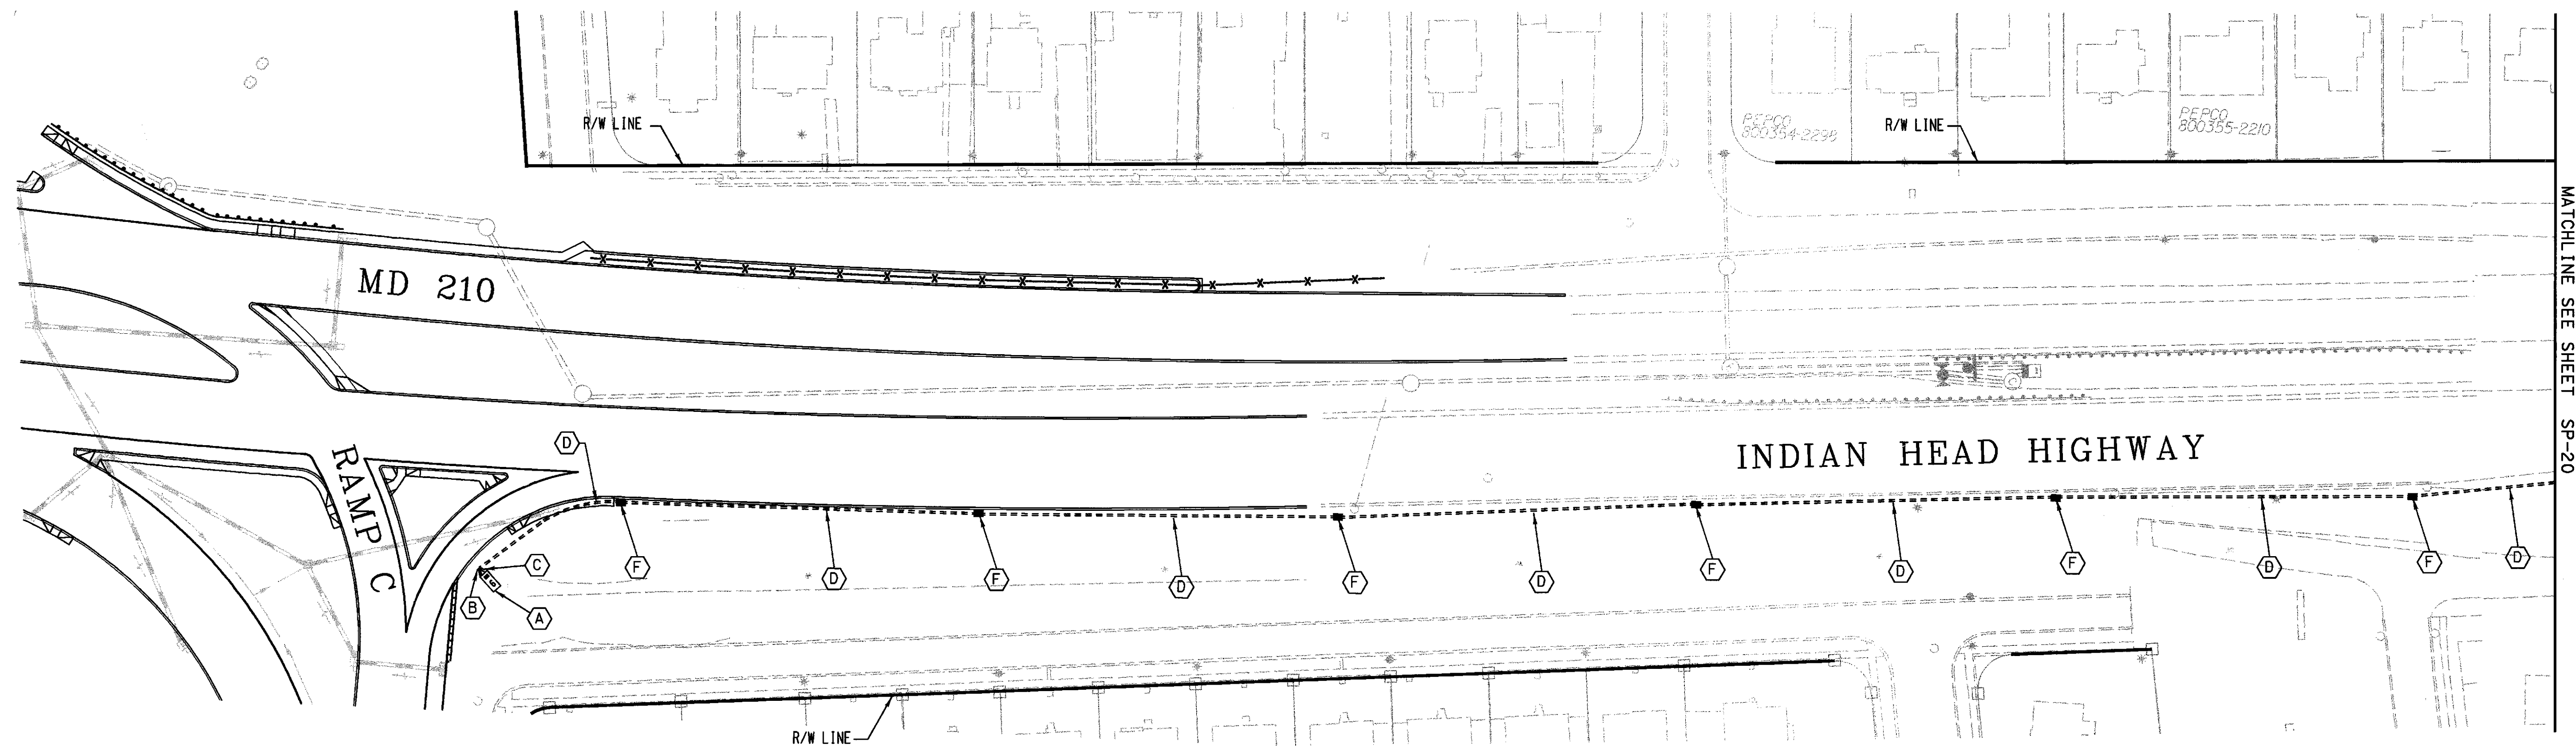 R/W LINE
PEPCO
800354-2298
R/W LINE
PEPCO
800355-2210
MATCHLINE SEE SHEET SP-20
MD 210
INDIAN HEAD HIGHWAY
RAMP C
D
F
D
F
D
F
D
F
D
F
D
F
D
C
B
A
R/W LINE